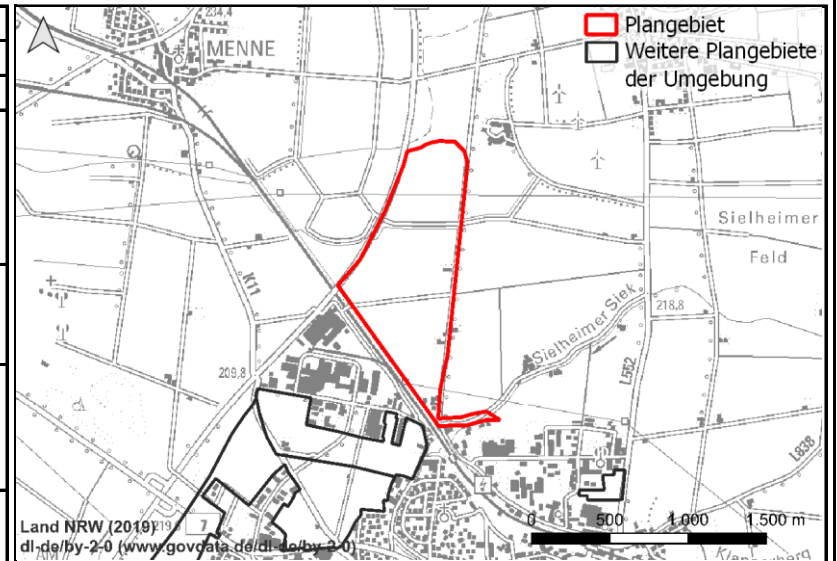 234,4
MENNE
Plangebiet
Weitere Plangebiete
der Umgebung
Sielheimer
Feld
K11
Sielheimer Siek
218,8
209,8
L552
L838
7
7
Land NRW (2019)
dl-de/by-2-0 (www.govdata.de/dl-de/by-2-0)
0 500 1.000 1.500 m
Klappenberg